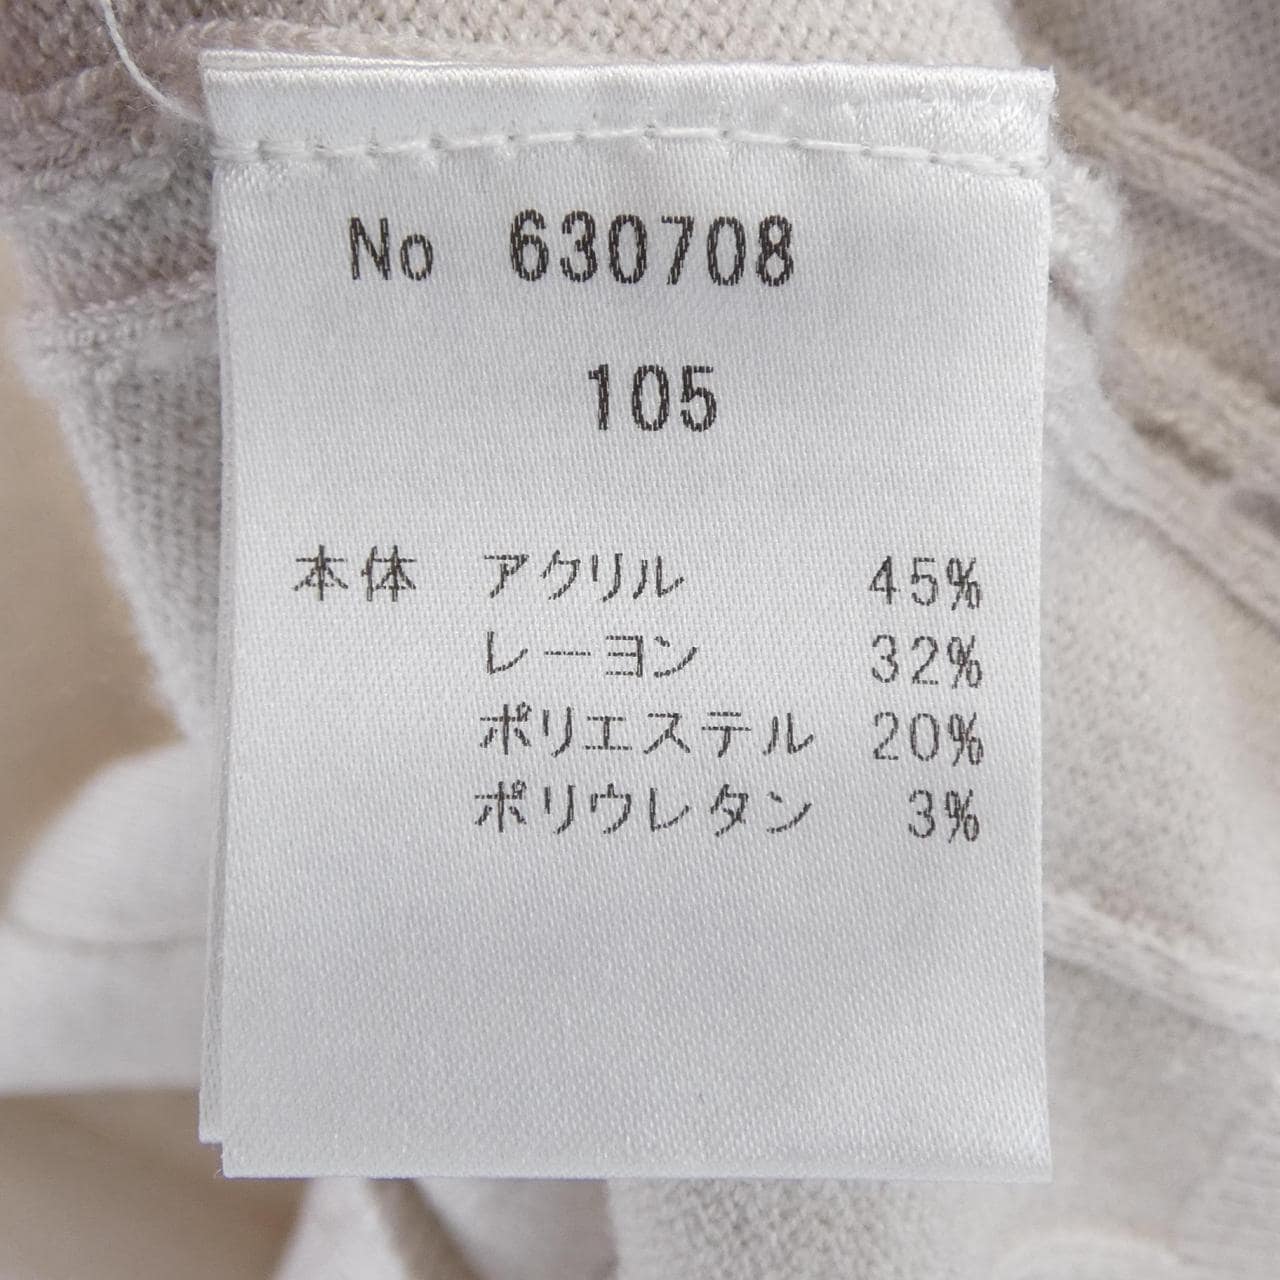 No 630708
105
本体 アクリル 45%
レーヨン 32%
ポリエステル 20%
ポリウレタン 3%